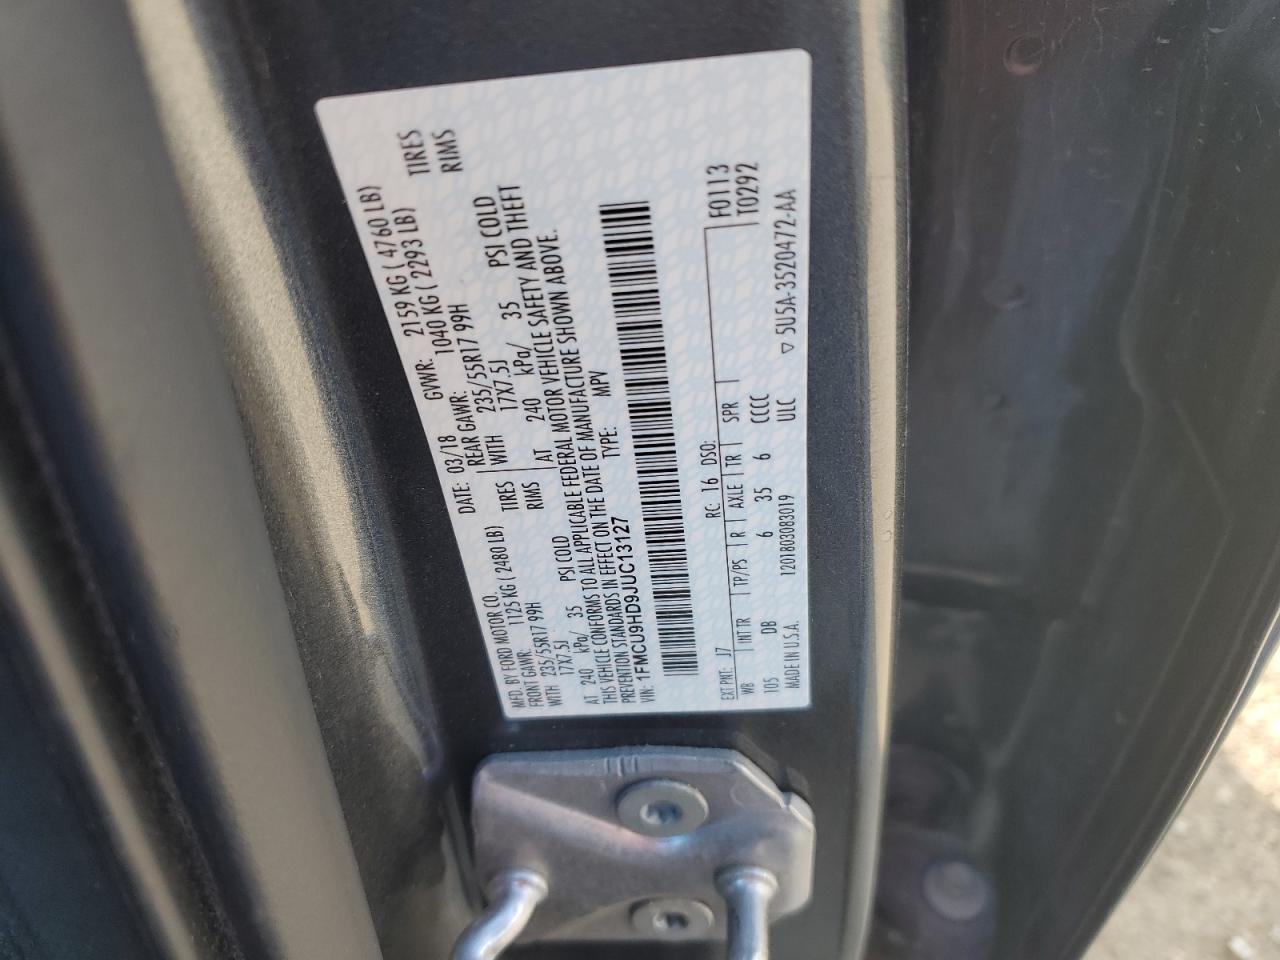 MFD. BY FORD MOTOR CO. DATE: 03/18 GVWR: 2159 KG ( 4760 LB)
FRONT GAWR: 1125 KG ( 2480 LB) REAR GAWR: 1040 KG ( 2293 LB)
WITH 235/55R17 99H TIRES WITH 235/55R17 99H TIRES
17X7.5J RIMS 17X7.5J RIMS
AT 240 kPa/ 35 PSI COLD AT 240 kPa/ 35 PSI COLD
THIS VEHICLE CONFORMS TO ALL APPLICABLE FEDERAL MOTOR VEHICLE SAFETY AND THEFT
PREVENTION STANDARDS IN EFFECT ON THE DATE OF MANUFACTURE SHOWN ABOVE.
VIN: 1FMCU9HD9JUC13127 TYPE: MPV
F0113
T0292
EXT PNT: J7 RC: 16 DSO:
WB INT TR TP/PS R AXLE TR SPR
105 DB 6 35 6 CCCC
MADE IN U.S.A. 1201803083019 ULC ▽ 5U5A-3520472-AA